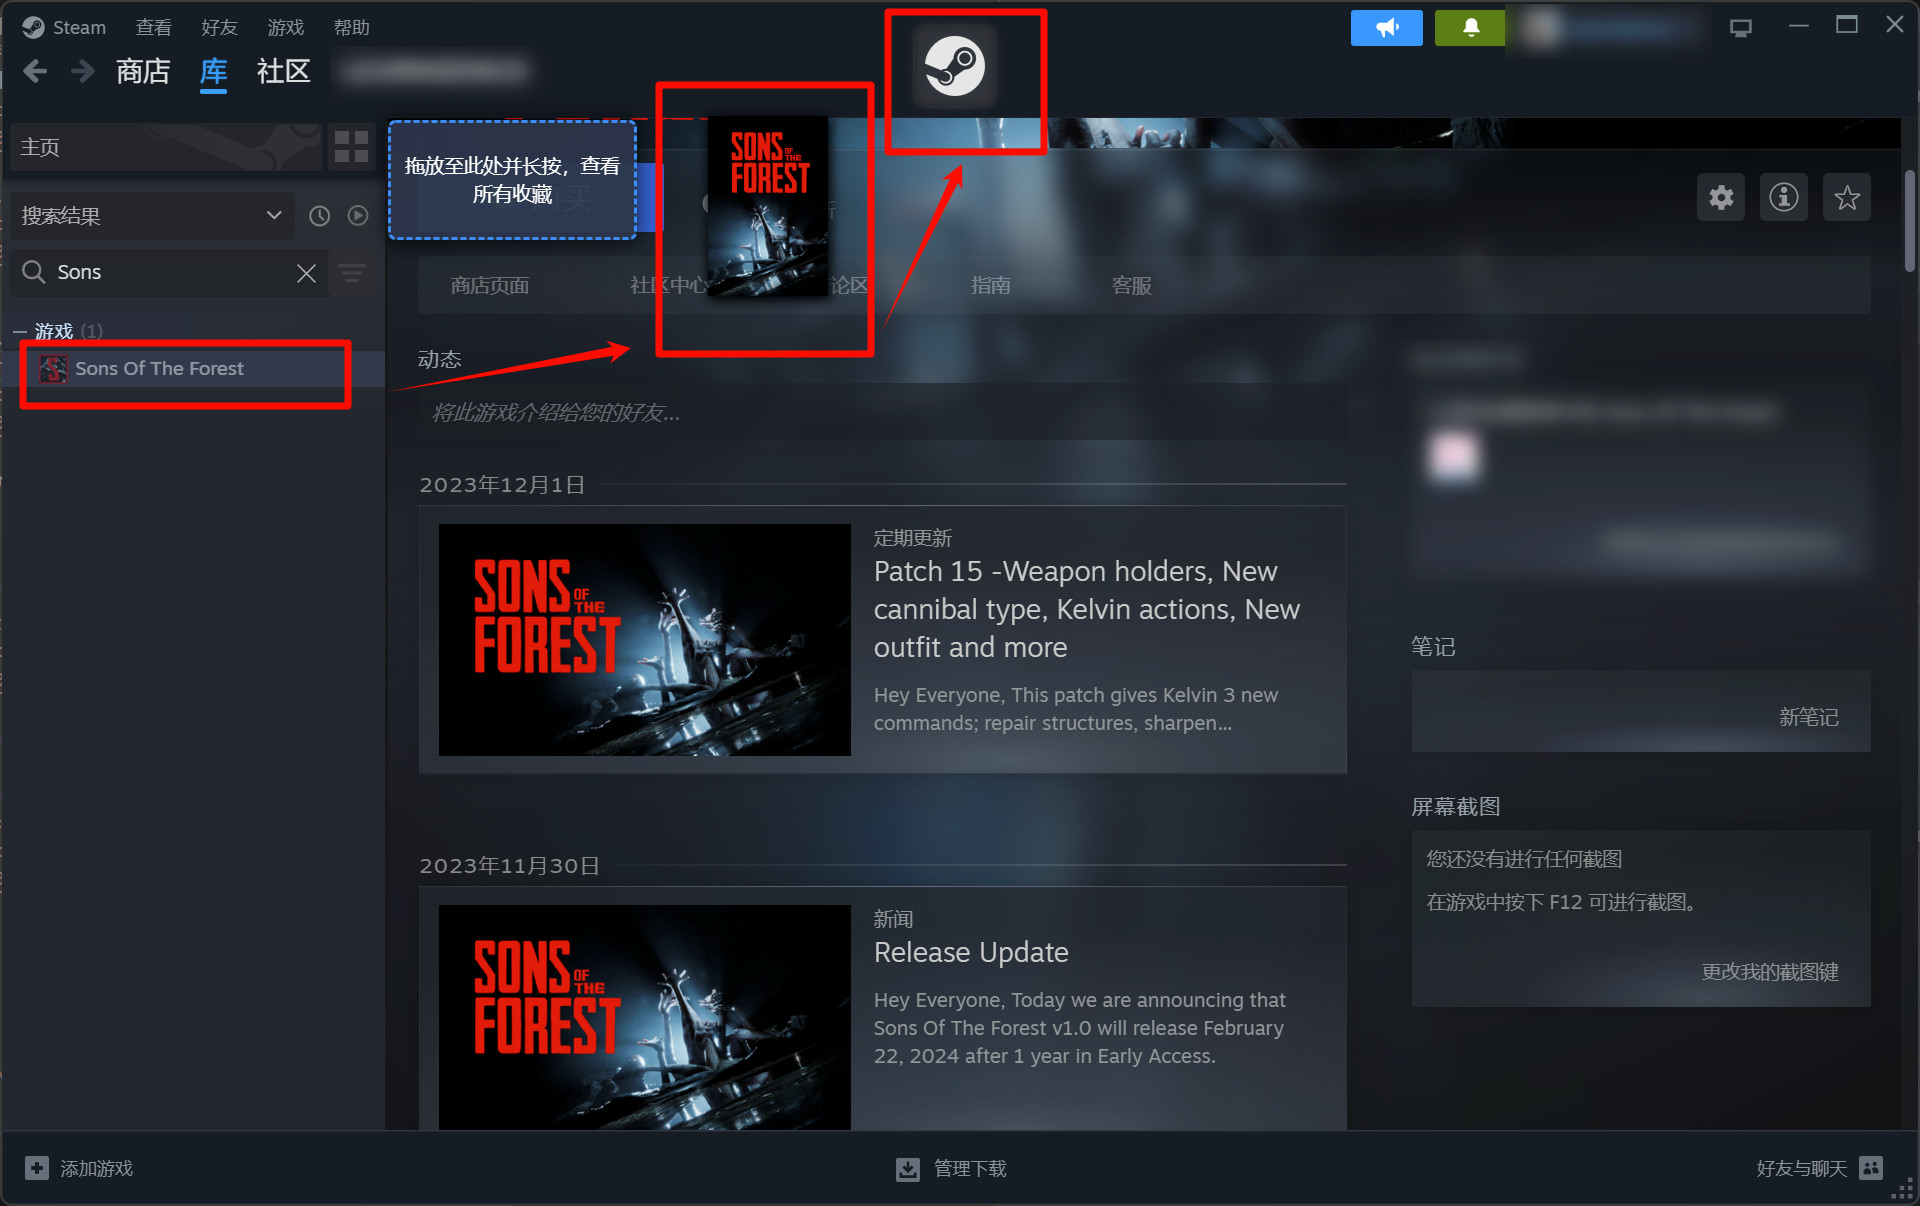 Steam 查看 好友 游戏 帮助
商店 库 社区
主页
拖放至此处并长按，查看
所有收藏
SONS
OF
THE
FOREST
搜索结果
Sons
商店页面 社区中心 论区 指南 客服
游戏 (1)
Sons Of The Forest
动态
将此游戏介绍给您的好友...
2023年12月1日
SONS
OF
THE
FOREST
定期更新
Patch 15 -Weapon holders, New
cannibal type, Kelvin actions, New
outfit and more
Hey Everyone, This patch gives Kelvin 3 new
commands; repair structures, sharpen...
笔记
新笔记
屏幕截图
您还没有进行任何截图
在游戏中按下 F12 可进行截图。
更改我的截图键
2023年11月30日
SONS
OF
THE
FOREST
新闻
Release Update
Hey Everyone, Today we are announcing that
Sons Of The Forest v1.0 will release February
22, 2024 after 1 year in Early Access.
添加游戏
管理下载
好友与聊天